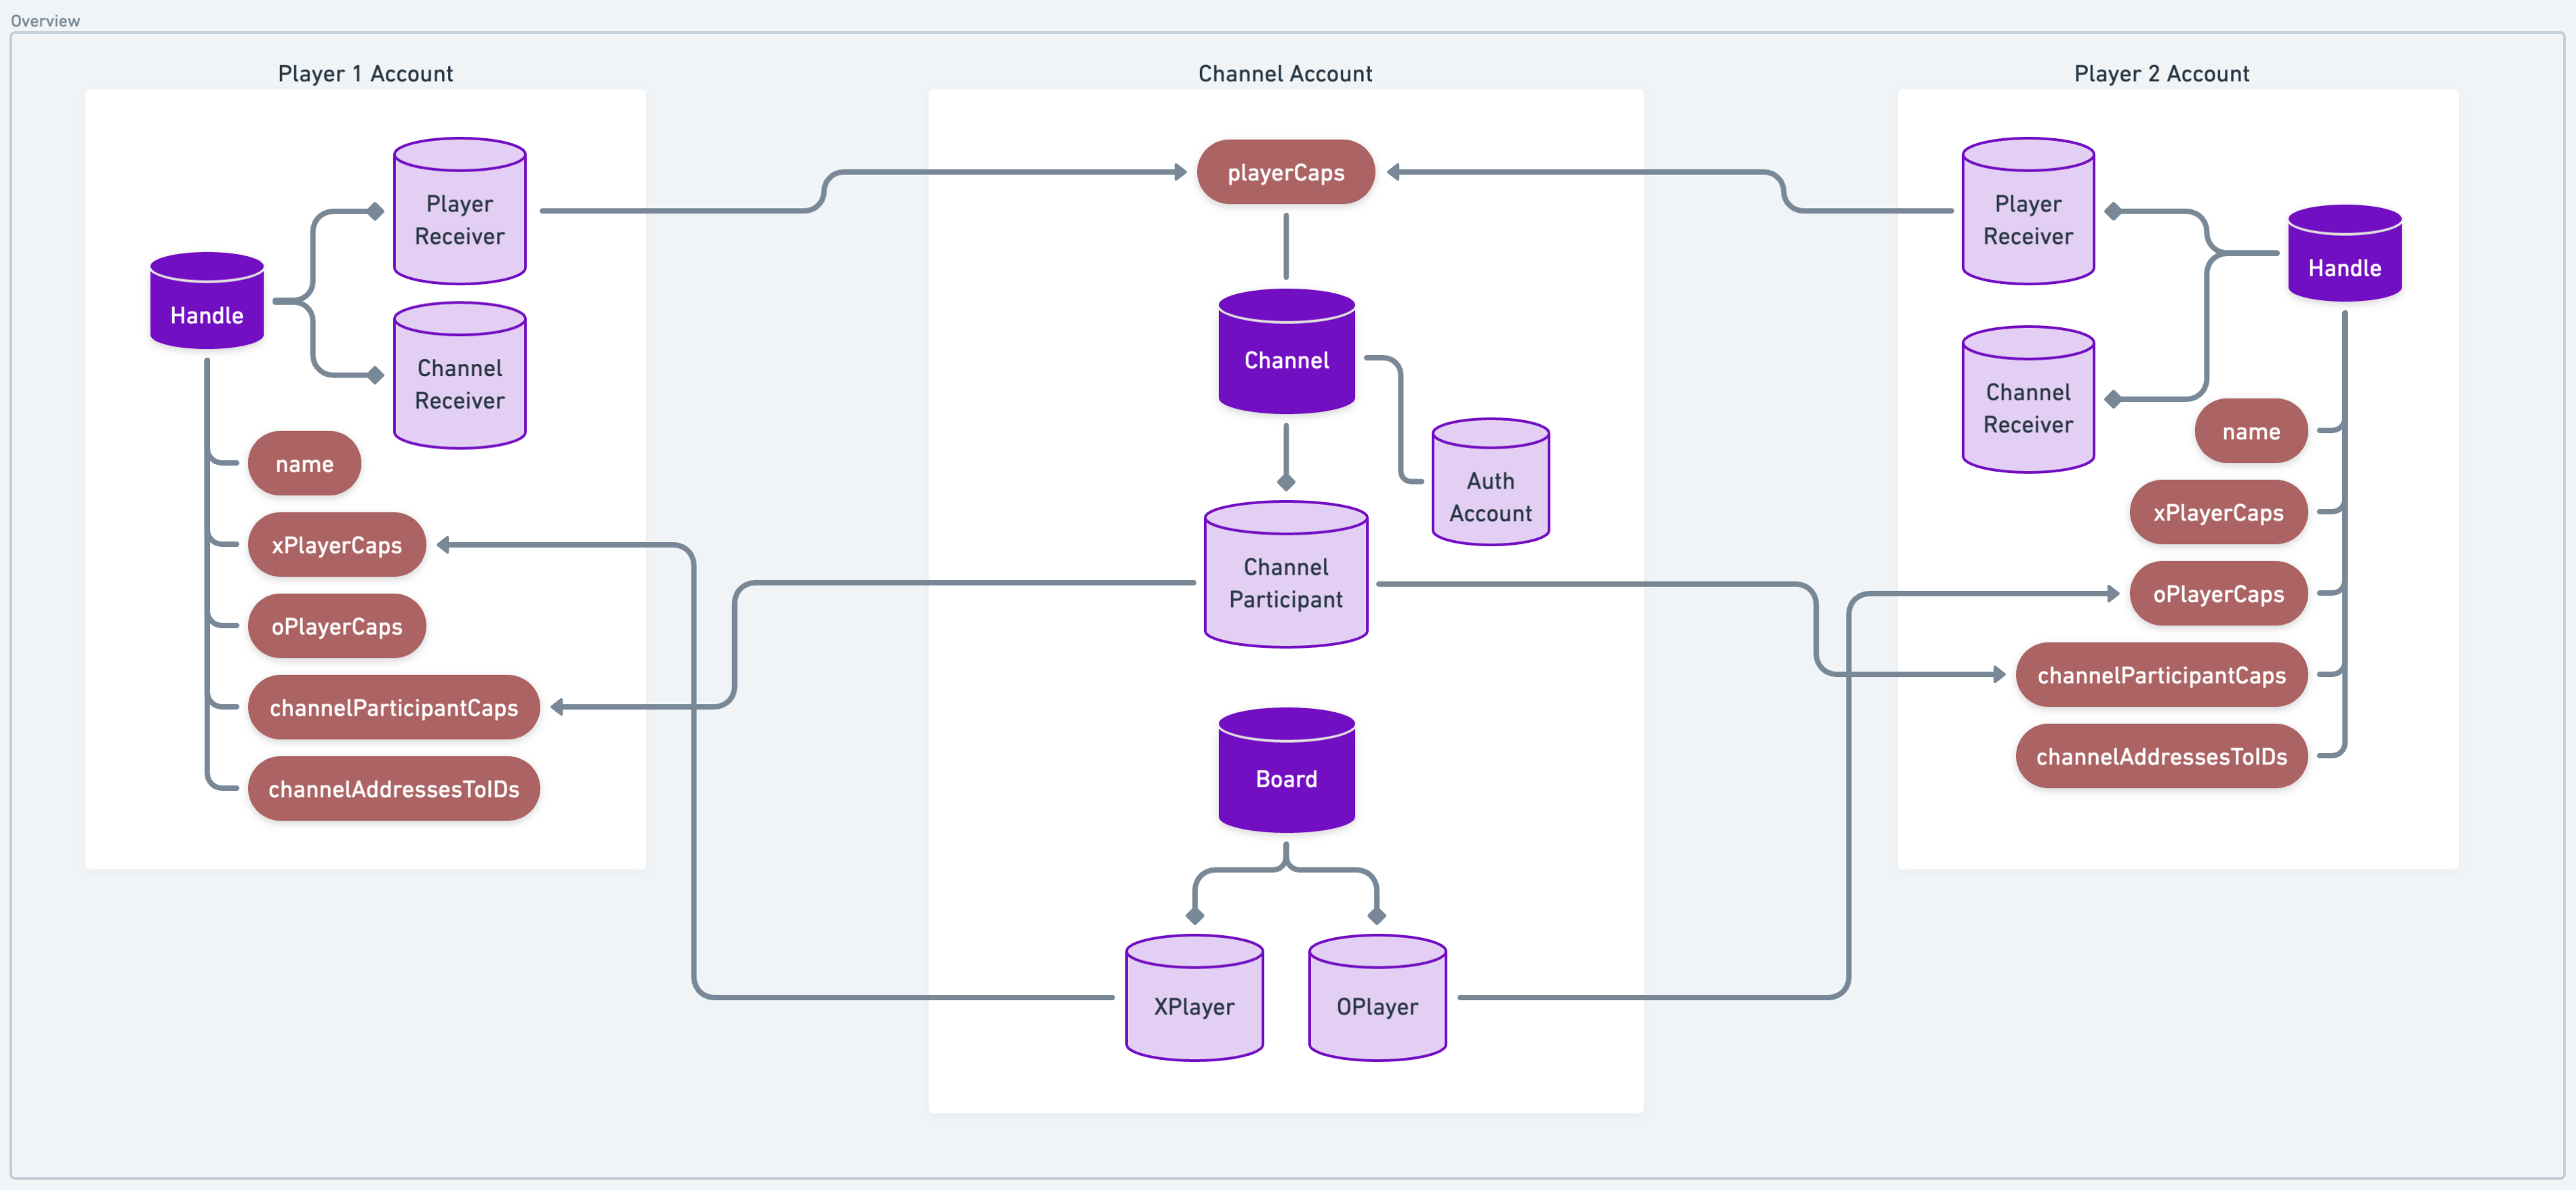 Overview
Player 1 Account
Player
Receiver
Handle
Channel
Receiver
name
xPlayerCaps
oPlayerCaps
channelParticipantCaps
channelAddressesToIDs
Channel Account
playerCaps
Channel
Auth
Account
Channel
Participant
Board
XPlayer
OPlayer
Player 2 Account
Player
Receiver
Handle
Channel
Receiver
name
xPlayerCaps
oPlayerCaps
channelParticipantCaps
channelAddressesToIDs